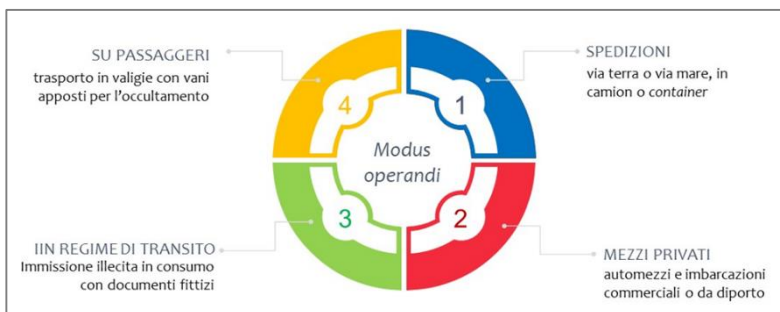 SU PASSAGGERI
trasporto in valigie con vani
apposti per l’occultamento
4
SPEDIZIONI
via terra o via mare, in
camion o container
1
Modus
operandi
IIN REGIME DI TRANSITO
Immissione illecita in consumo
con documenti fittizi
3
2
MEZZI PRIVATI
automezzi e imbarcazioni
commerciali o da diporto